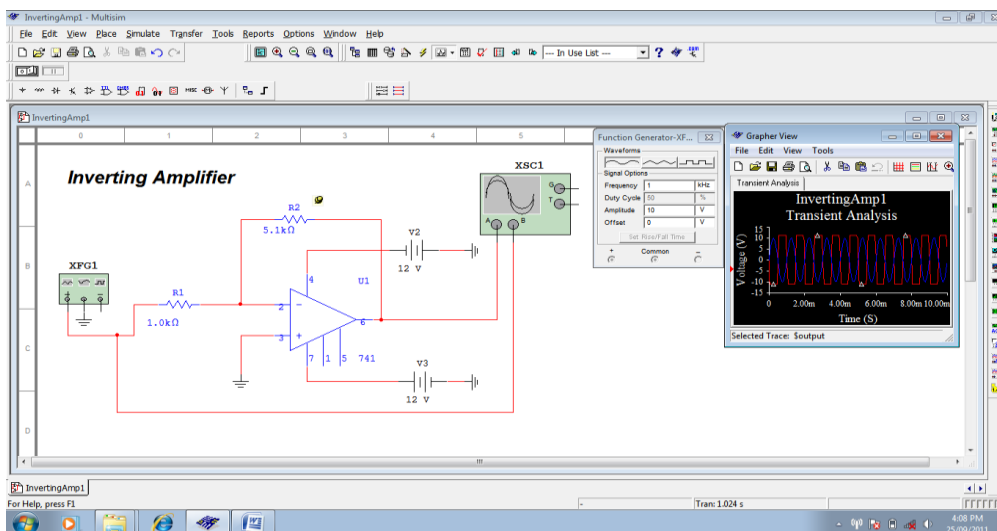 InvertingAmp1 - Multisim
File Edit View Place Simulate Transfer Tools Reports Options Window Help
--- In Use List ---
InvertingAmp1
0 1 2 3 4 5
A
B
C
D
Inverting Amplifier
XFG1
R1
1.0kΩ
R2
5.1kΩ
V2
12 V
U1
4
2
3
6
7 1 5 741
V3
12 V
XSC1
G
T
A B
Function Generator-XF...
Waveforms
Signal Options
Frequency 1 kHz
Duty Cycle 50 %
Amplitude 10 V
Offset 0 V
Set Rise/Fall Time
+ Common -
Grapher View
File Edit View Tools
Transient Analysis
InvertingAmp1
Transient Analysis
Voltage (V)
15
10
5
0
-5
-10
-15
0 2.00m 4.00m 6.00m 8.00m 10.00m
Time (S)
Selected Trace: $output
InvertingAmp1
For Help, press F1
Tran: 1.024 s
4:08 PM